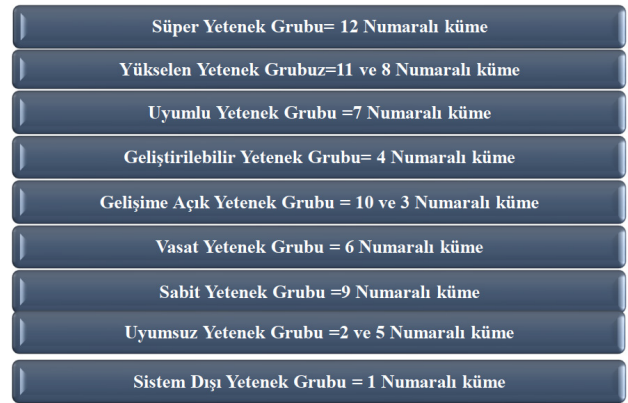 Süper Yetenek Grubu= 12 Numaralı küme
Yükselen Yetenek Grubuz=11 ve 8 Numaralı küme
Uyumlu Yetenek Grubu =7 Numaralı küme
Geliştirilebilir Yetenek Grubu= 4 Numaralı küme
Gelişime Açık Yetenek Grubu = 10 ve 3 Numaralı küme
Vasat Yetenek Grubu = 6 Numaralı küme
Sabit Yetenek Grubu =9 Numaralı küme
Uyumsuz Yetenek Grubu =2 ve 5 Numaralı küme
Sistem Dışı Yetenek Grubu = 1 Numaralı küme